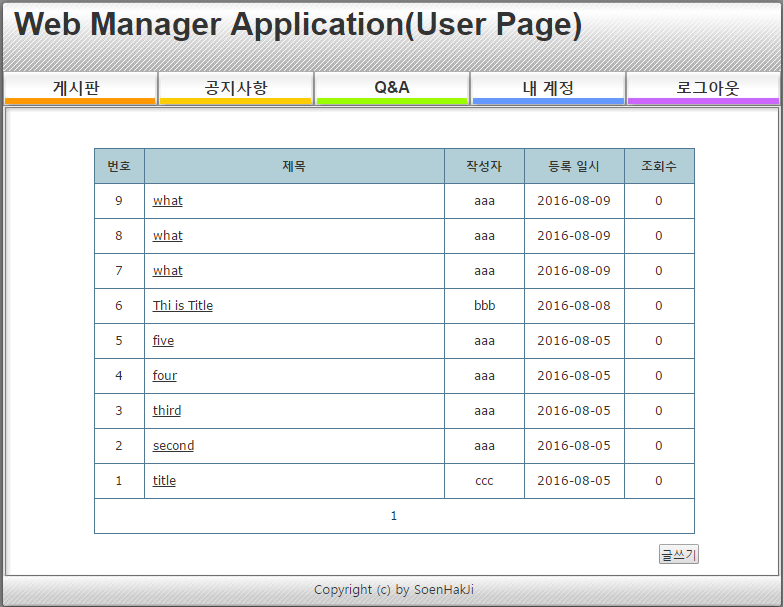 Web Manager Application(User Page)
게시판 공지사항 Q&A 내 계정 로그아웃
번호 제목 작성자 등록 일시 조회수
9 what aaa 2016-08-09 0
8 what aaa 2016-08-09 0
7 what aaa 2016-08-09 0
6 Thi is Title bbb 2016-08-08 0
5 five aaa 2016-08-05 0
4 four aaa 2016-08-05 0
3 third aaa 2016-08-05 0
2 second aaa 2016-08-05 0
1 title ccc 2016-08-05 0
1
글쓰기
Copyright (c) by SoenHakJi